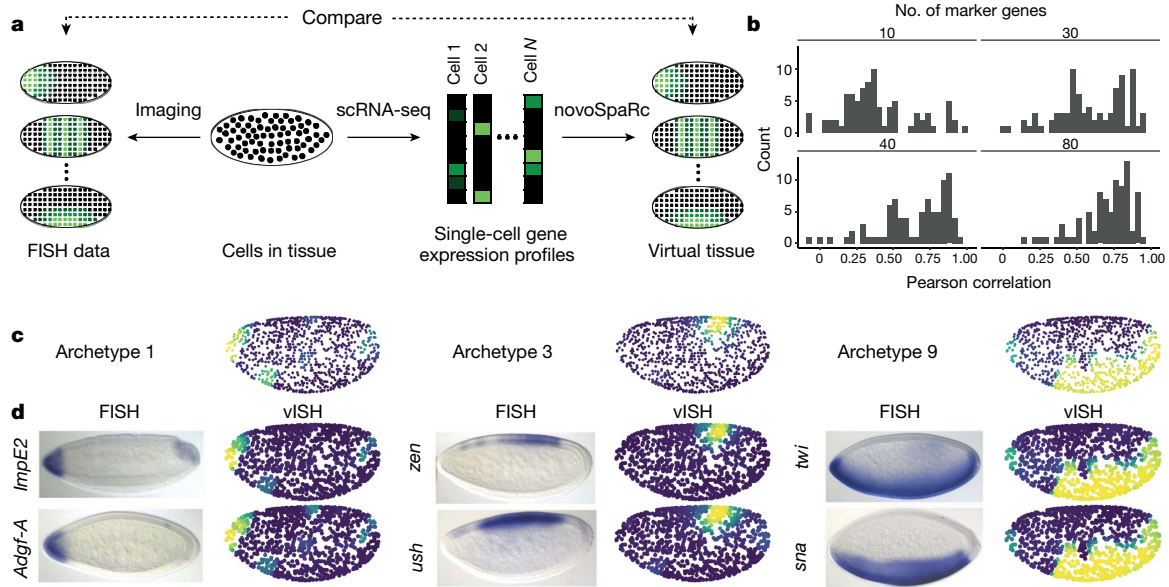 a
Compare
Imaging
scRNA-seq
novoSpaRc
Cell 1
Cell 2
Cell N
FISH data
Cells in tissue
Single-cell gene
expression profiles
Virtual tissue
b
No. of marker genes
10
30
10
5
0
Count
40
80
10
5
0
0
0.25
0.50
0.75
1.00
0
0.25
0.50
0.75
1.00
Pearson correlation
c
Archetype 1
Archetype 3
Archetype 9
d
FISH
vISH
FISH
vISH
FISH
vISH
ImpE2
zen
twi
Adgf-A
ush
sna